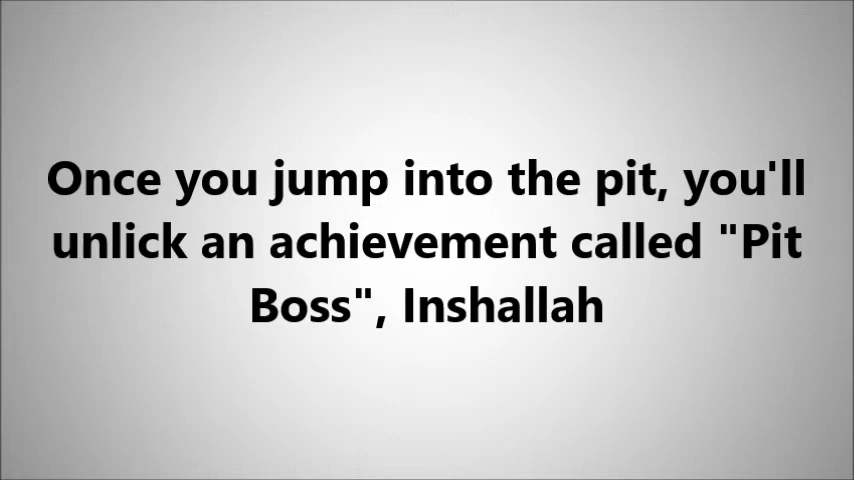 Once you jump into the pit, you'll
unlick an achievement called "Pit
Boss", Inshallah